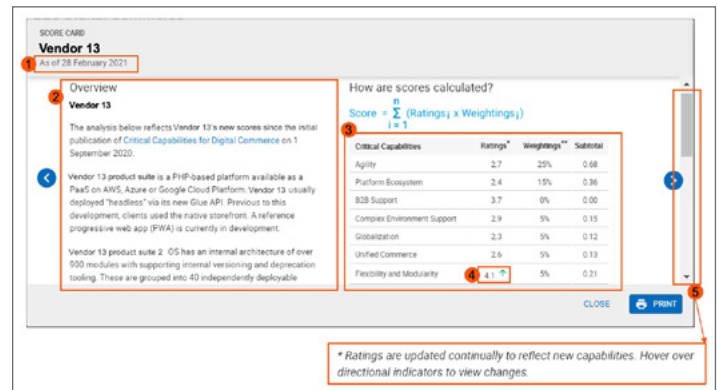 SCORE CARD
Vendor 13
1 As of 28 February 2021
2 Overview
Vendor 13
The analysis below reflects Vendor 13's new scores since the initial
publication of Critical Capabilities for Digital Commerce on 1
September 2020.
Vendor 13 product suite is a PHP-based platform available as a
PaaS on AWS, Azure or Google Cloud Platform. Vendor 13 usually
deployed "headless" via its new Glue API. Previous to this
development, clients used the native storefront. A reference
progressive web app (PWA) is currently in development.
Vendor 13 product suite 2 OS has an internal architecture of over
900 modules with supporting internal versioning and deprecation
tooling. These are grouped into 40 independently deployable
How are scores calculated?
n
Score = Σ (Ratingsi x Weightingsi)
i = 1
3
Critical Capabilities Ratings* Weightings** Subtotal
Agility 2.7 25% 0.68
Platform Ecosystem 2.4 15% 0.36
B2B Support 3.7 0% 0.00
Complex Environment Support 2.9 5% 0.15
Globalization 2.3 5% 0.12
Unified Commerce 2.6 5% 0.13
Flexibility and Modularity 4 4.1 ↑ 5% 0.21
5
CLOSE PRINT
* Ratings are updated continually to reflect new capabilities. Hover over
directional indicators to view changes.